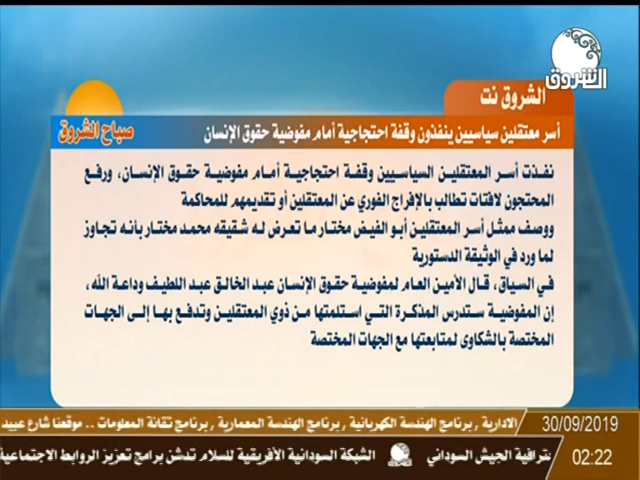 الشروق
الشروق نت
صباح الشروق
أسر معتقلين سياسيين ينفذون وقفة احتجاجية أمام مفوضية حقوق الإنسان
نفذت أسر المعتقلين السياسيين وقفة احتجاجية أمام مفوضية حقوق الإنسان، ورفع
المحتجون لافتات تطالب بالإفراج الفوري عن المعتقلين أو تقديمهم للمحاكمة
ووصف ممثل أسر المعتقلين أبو الفيض مختار ما تعرض له شقيقه محمد مختار بأنه تجاوز
لما ورد في الوثيقة الدستورية
في السياق، قال الأمين العام لمفوضية حقوق الإنسان عبد الخالق عبد اللطيف وداعة الله،
إن المفوضية ستدرس المذكرة التي استلمتها من ذوي المعتقلين وتدفع بها إلى الجهات
المختصة بالشكاوى لمتابعتها مع الجهات المختصة
الادارية , برنامج الهندسة الكهربائية , برنامج الهندسة المعمارية , برنامج تقانة المعلومات .. موقعنا شارع عبيد
30/09/2019
ترافية الجيش السوداني الشبكة السودانية الأفريقية للسلام تدشن برامج تعزيز الروابط الاجتماعية
02:22